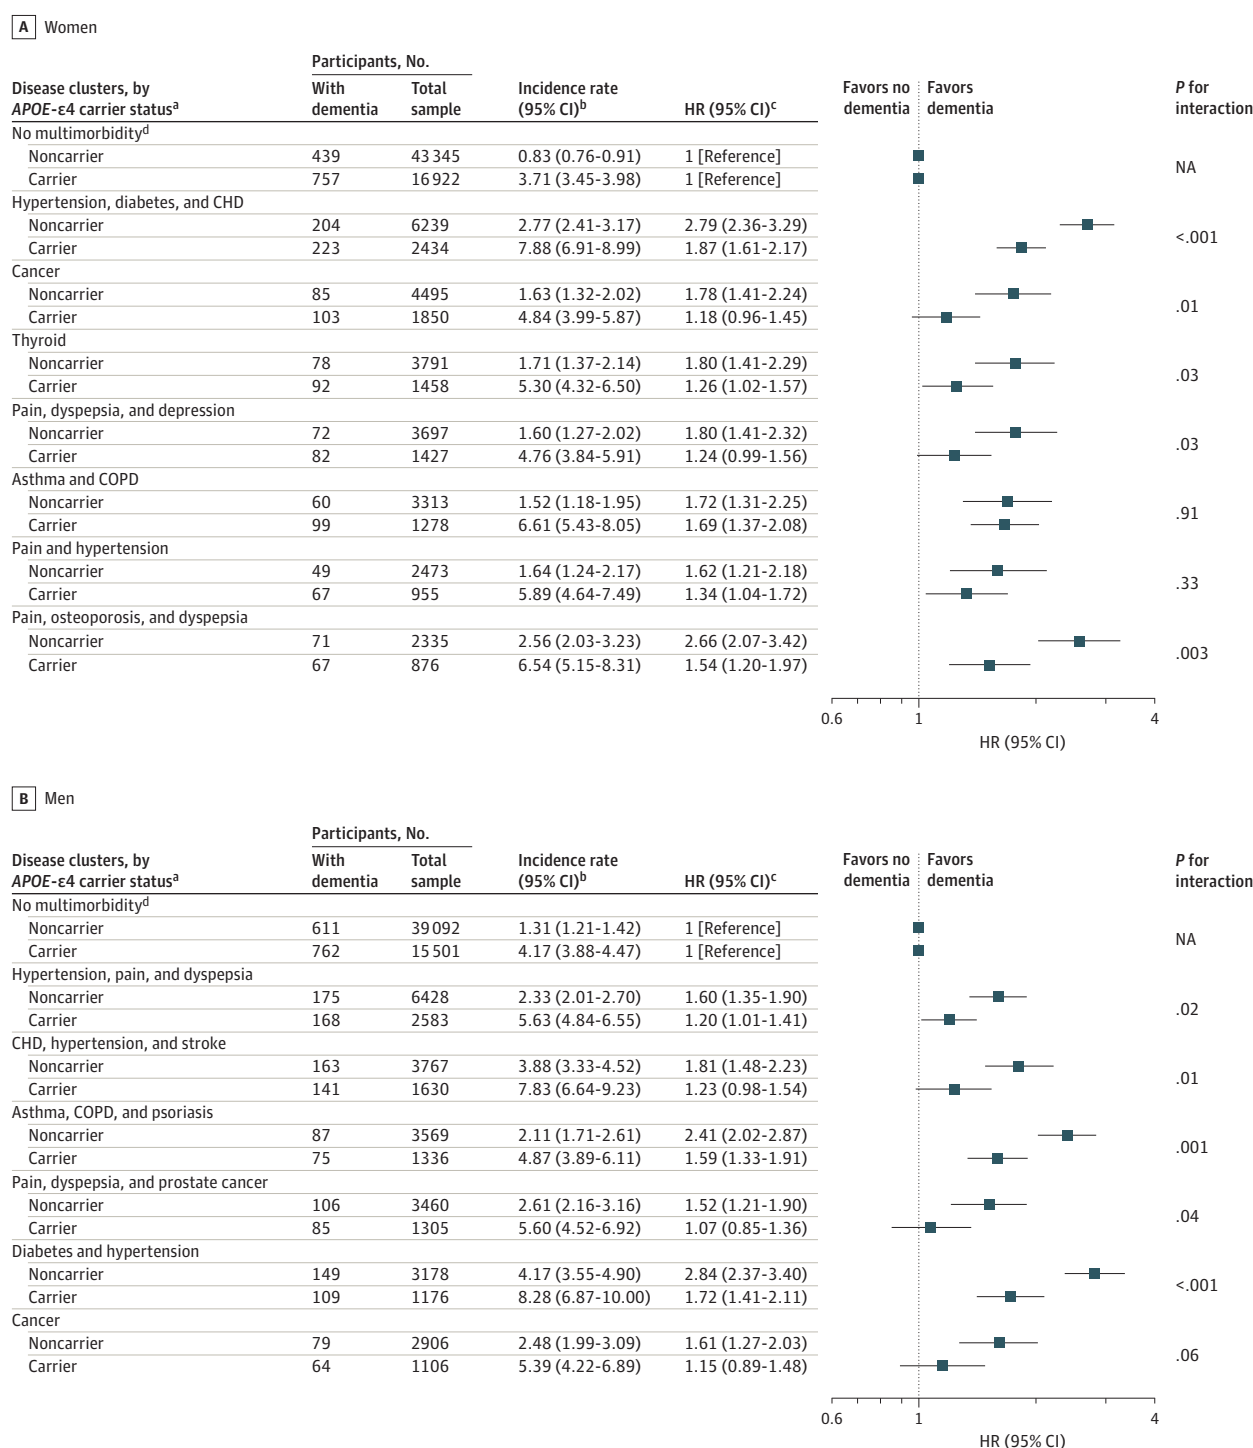 A Women
Participants, No.
Disease clusters, by With Total Incidence rate Favors no Favors P for
APOE-ε4 carrier statusᵃ dementia sample (95% CI)ᵇ HR (95% CI)ᶜ dementia dementia interaction
No multimorbidityᵈ
Noncarrier 439 43 345 0.83 (0.76-0.91) 1 [Reference]
NA
Carrier 757 16 922 3.71 (3.45-3.98) 1 [Reference]
Hypertension, diabetes, and CHD
Noncarrier 204 6239 2.77 (2.41-3.17) 2.79 (2.36-3.29)
<.001
Carrier 223 2434 7.88 (6.91-8.99) 1.87 (1.61-2.17)
Cancer
Noncarrier 85 4495 1.63 (1.32-2.02) 1.78 (1.41-2.24)
.01
Carrier 103 1850 4.84 (3.99-5.87) 1.18 (0.96-1.45)
Thyroid
Noncarrier 78 3791 1.71 (1.37-2.14) 1.80 (1.41-2.29)
.03
Carrier 92 1458 5.30 (4.32-6.50) 1.26 (1.02-1.57)
Pain, dyspepsia, and depression
Noncarrier 72 3697 1.60 (1.27-2.02) 1.80 (1.41-2.32)
.03
Carrier 82 1427 4.76 (3.84-5.91) 1.24 (0.99-1.56)
Asthma and COPD
Noncarrier 60 3313 1.52 (1.18-1.95) 1.72 (1.31-2.25)
.91
Carrier 99 1278 6.61 (5.43-8.05) 1.69 (1.37-2.08)
Pain and hypertension
Noncarrier 49 2473 1.64 (1.24-2.17) 1.62 (1.21-2.18)
.33
Carrier 67 955 5.89 (4.64-7.49) 1.34 (1.04-1.72)
Pain, osteoporosis, and dyspepsia
Noncarrier 71 2335 2.56 (2.03-3.23) 2.66 (2.07-3.42)
.003
Carrier 67 876 6.54 (5.15-8.31) 1.54 (1.20-1.97)
0.6 1 4
HR (95% CI)
B Men
Participants, No.
Disease clusters, by With Total Incidence rate Favors no Favors P for
APOE-ε4 carrier statusᵃ dementia sample (95% CI)ᵇ HR (95% CI)ᶜ dementia dementia interaction
No multimorbidityᵈ
Noncarrier 611 39 092 1.31 (1.21-1.42) 1 [Reference]
NA
Carrier 762 15 501 4.17 (3.88-4.47) 1 [Reference]
Hypertension, pain, and dyspepsia
Noncarrier 175 6428 2.33 (2.01-2.70) 1.60 (1.35-1.90)
.02
Carrier 168 2583 5.63 (4.84-6.55) 1.20 (1.01-1.41)
CHD, hypertension, and stroke
Noncarrier 163 3767 3.88 (3.33-4.52) 1.81 (1.48-2.23)
.01
Carrier 141 1630 7.83 (6.64-9.23) 1.23 (0.98-1.54)
Asthma, COPD, and psoriasis
Noncarrier 87 3569 2.11 (1.71-2.61) 2.41 (2.02-2.87)
.001
Carrier 75 1336 4.87 (3.89-6.11) 1.59 (1.33-1.91)
Pain, dyspepsia, and prostate cancer
Noncarrier 106 3460 2.61 (2.16-3.16) 1.52 (1.21-1.90)
.04
Carrier 85 1305 5.60 (4.52-6.92) 1.07 (0.85-1.36)
Diabetes and hypertension
Noncarrier 149 3178 4.17 (3.55-4.90) 2.84 (2.37-3.40)
<.001
Carrier 109 1176 8.28 (6.87-10.00) 1.72 (1.41-2.11)
Cancer
Noncarrier 79 2906 2.48 (1.99-3.09) 1.61 (1.27-2.03)
.06
Carrier 64 1106 5.39 (4.22-6.89) 1.15 (0.89-1.48)
0.6 1 4
HR (95% CI)